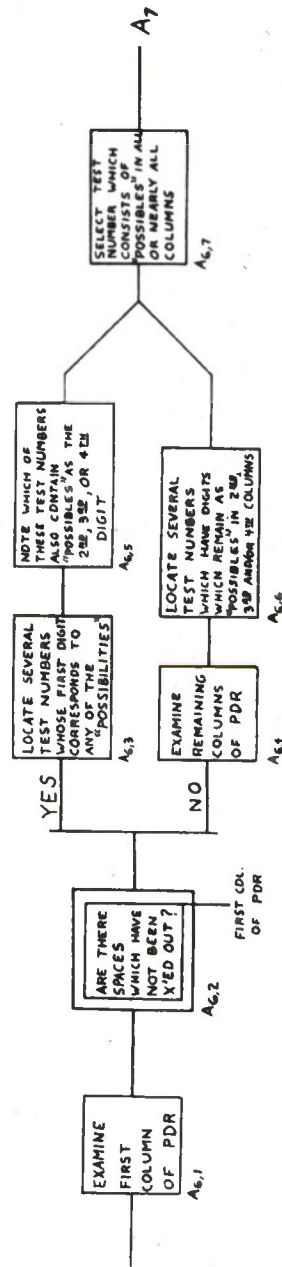 EXAMINE
FIRST
COLUMN
OF PDR
A6,1
ARE THERE
SPACES
WHICH HAVE
NOT BEEN
X'ED OUT?
A6,2
FIRST COL.
OF PDR
YES
LOCATE SEVERAL
TEST NUMBERS
WHOSE FIRST DIGIT
CORRESPONDS TO
ANY OF THE
"POSSIBILITIES"
A6,3
NOTE WHICH OF
THESE TEST NUMBERS
ALSO CONTAIN
"POSSIBLES" AS THE
2ND, 3RD, OR 4TH
DIGIT
A6,5
NO
EXAMINE
REMAINING
COLUMNS
OF PDR
A6,4
LOCATE SEVERAL
TEST NUMBERS
WHICH HAVE DIGITS
WHICH REMAIN AS
"POSSIBLES" IN 2ND,
3RD AND/OR 4TH COLUMNS
A6,6
SELECT TEST
NUMBER WHICH
CONSISTS OF
"POSSIBLES" IN ALL
OR NEARLY ALL
COLUMNS
A6,7
A7